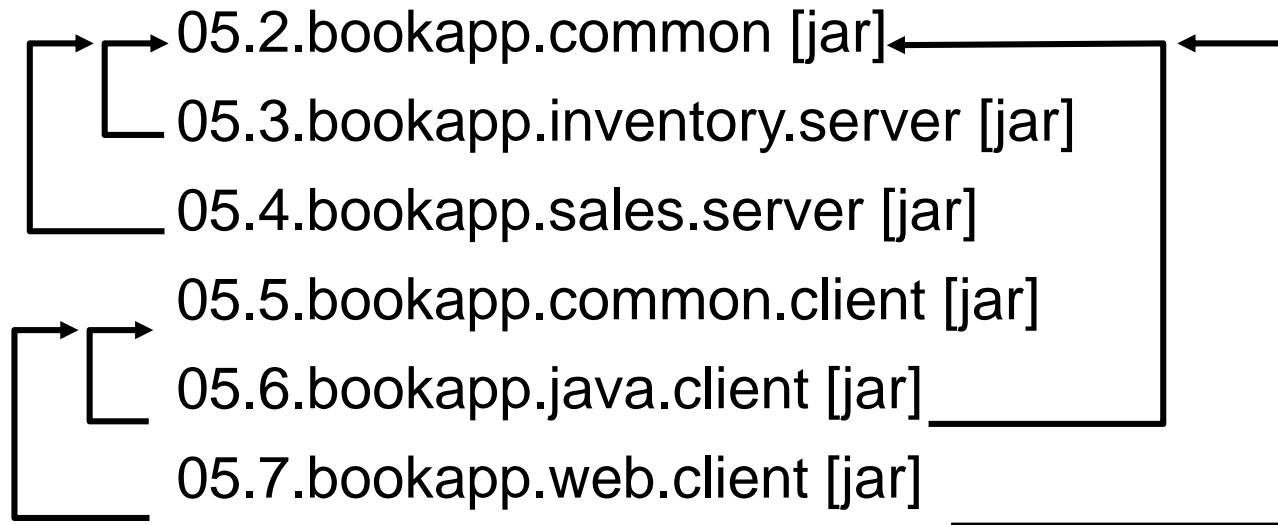 05.2.bookapp.common [jar]
05.3.bookapp.inventory.server [jar]
05.4.bookapp.sales.server [jar]
05.5.bookapp.common.client [jar]
05.6.bookapp.java.client [jar]
05.7.bookapp.web.client [jar]